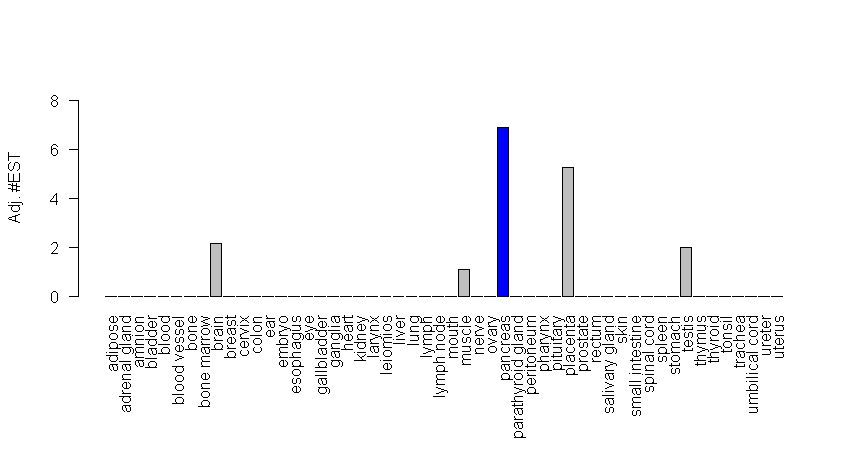 Adj. #EST
8
6
4
2
0
adipose
adrenal gland
amnion
bladder
blood
blood vessel
bone
bone marrow
brain
breast
cervix
colon
ear
embryo
esophagus
eye
gallbladder
ganglia
heart
kidney
larynx
leiomios
liver
lung
lymph
lymph node
mouth
muscle
nerve
ovary
pancreas
parathyroid gland
peritoneum
pharynx
pituitary
placenta
prostate
rectum
salivary gland
skin
small intestine
spinal cord
spleen
stomach
testis
thymus
thyroid
tonsil
trachea
umbilical cord
ureter
uterus